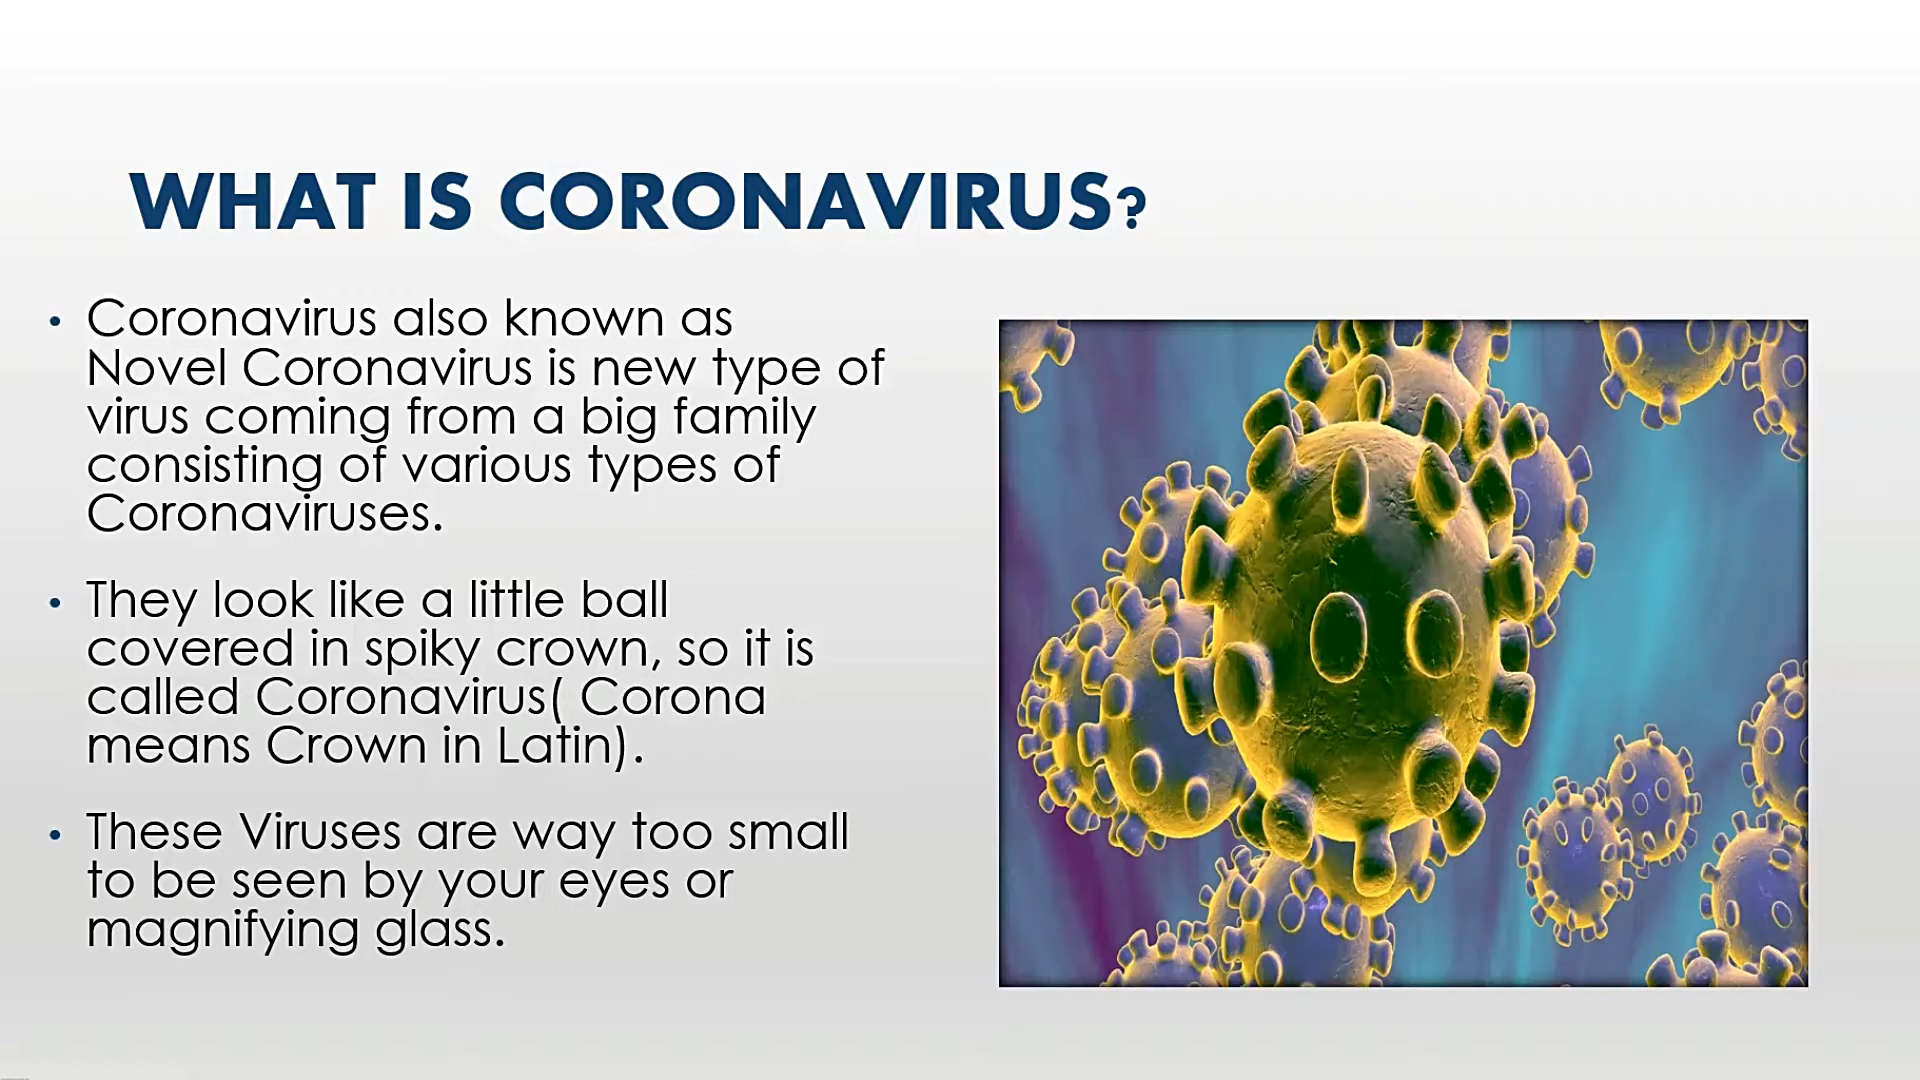 WHAT IS CORONAVIRUS?
• Coronavirus also known as
Novel Coronavirus is new type of
virus coming from a big family
consisting of various types of
Coronaviruses.
• They look like a little ball
covered in spiky crown, so it is
called Coronavirus( Corona
means Crown in Latin).
• These Viruses are way too small
to be seen by your eyes or
magnifying glass.